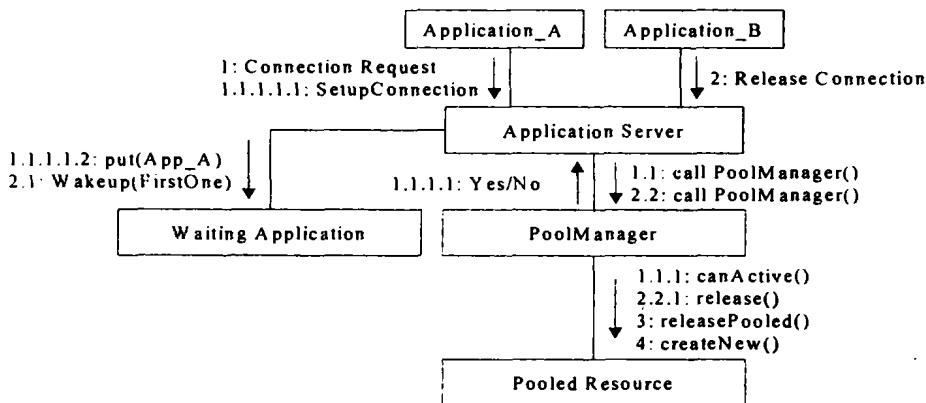 Application_A
Application_B
1: Connection Request
1.1.1.1.1: SetupConnection
2: Release Connection
Application Server
1.1.1.1.2: put(App_A)
2.1: Wakeup(FirstOne)
1.1.1.1: Yes/No
1.1: call PoolManager()
2.2: call PoolManager()
Waiting Application
PoolManager
1.1.1: canActive()
2.2.1: release()
3: releasePooled()
4: createNew()
Pooled Resource